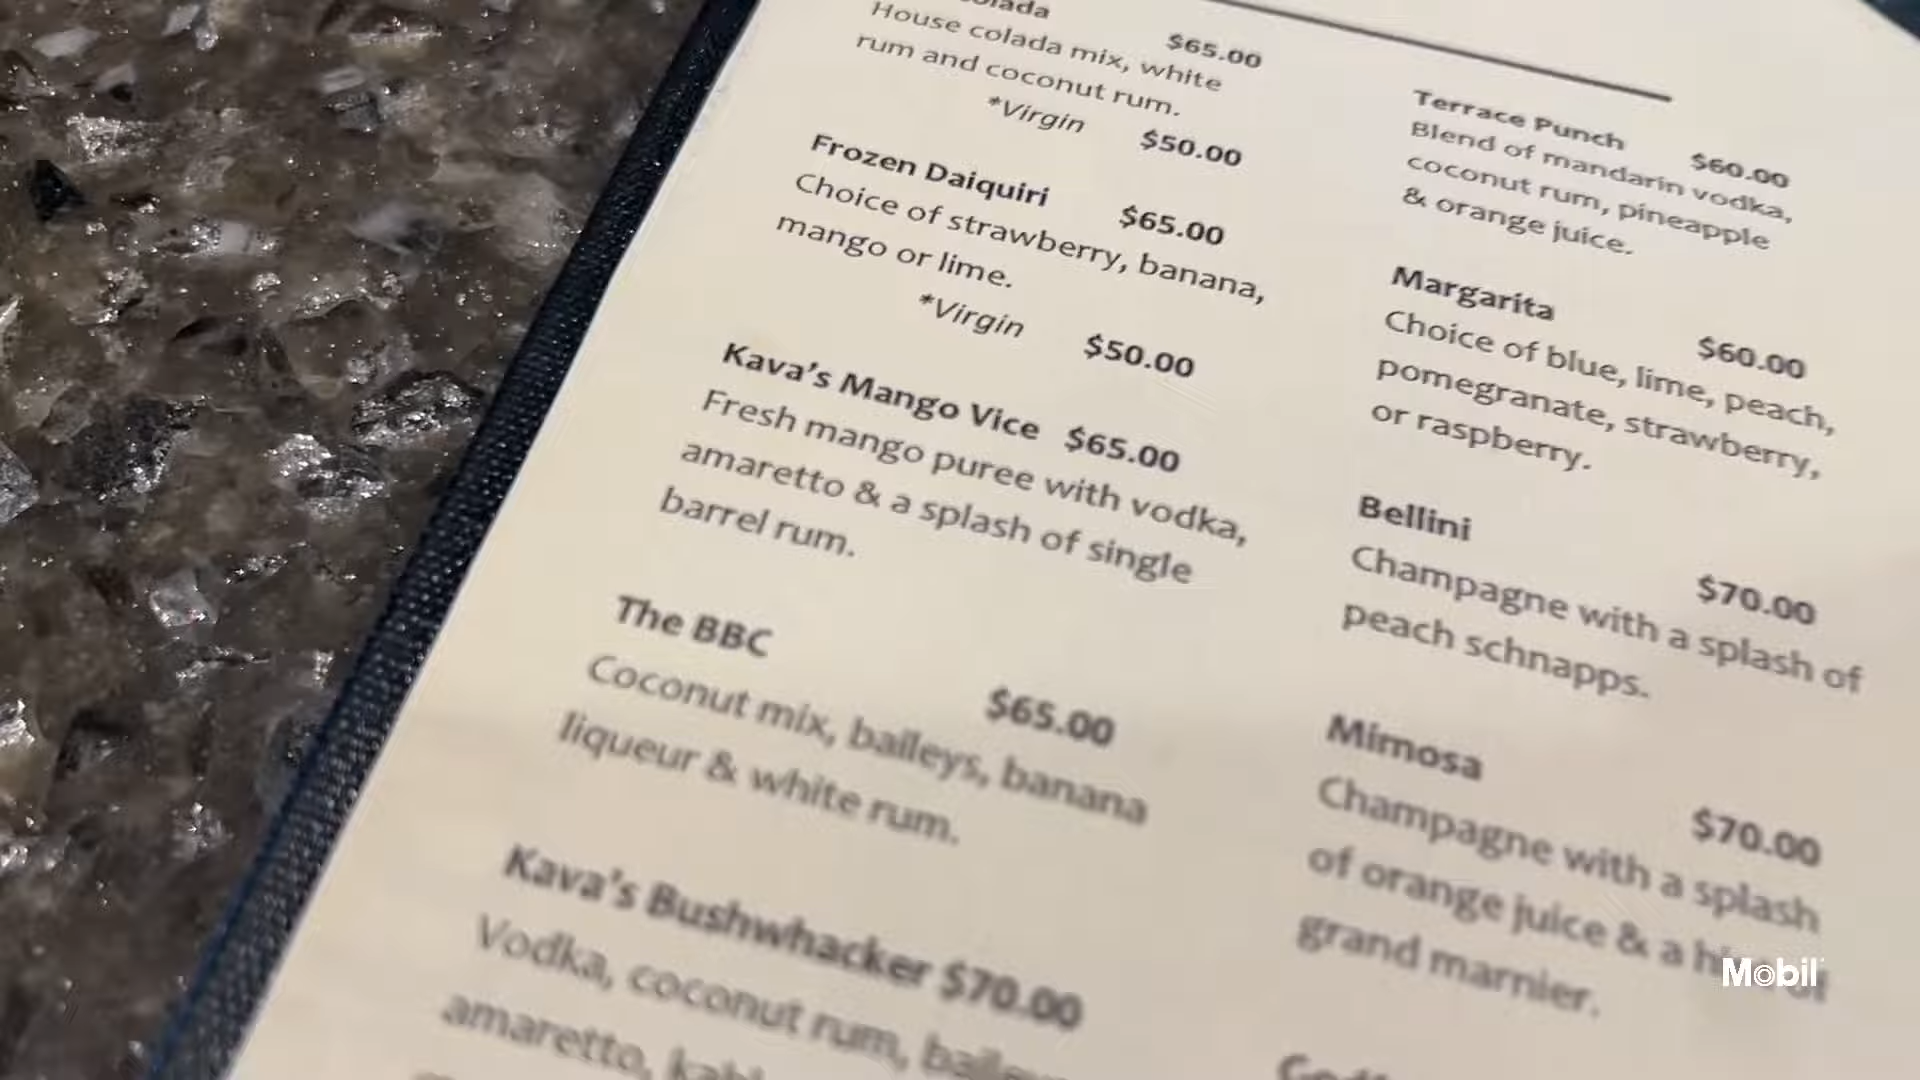 House colada mix, white $65.00
rum and coconut rum.
*Virgin $50.00
Frozen Daiquiri $65.00
Choice of strawberry, banana,
mango or lime.
*Virgin $50.00
Kava's Mango Vice $65.00
Fresh mango puree with vodka,
amaretto & a splash of single
barrel rum.
The BBC $65.00
Coconut mix, baileys, banana
liqueur & white rum.
Kava's Bushwhacker $70.00
Vodka, coconut rum,
amaretto,
Terrace Punch $60.00
Blend of mandarin vodka,
coconut rum, pineapple
& orange juice.
Margarita $60.00
Choice of blue, lime, peach,
pomegranate, strawberry,
or raspberry.
Bellini $70.00
Champagne with a splash of
peach schnapps.
Mimosa $70.00
Champagne with a splash
of orange juice & a
grand marnier.
Mobil